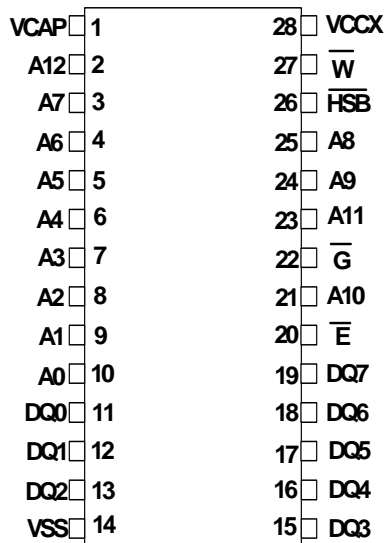 VCAP 1 28 VCCX
A12 2 27 W̅
A7 3 26 H̅S̅B̅
A6 4 25 A8
A5 5 24 A9
A4 6 23 A11
A3 7 22 G̅
A2 8 21 A10
A1 9 20 E̅
A0 10 19 DQ7
DQ0 11 18 DQ6
DQ1 12 17 DQ5
DQ2 13 16 DQ4
VSS 14 15 DQ3